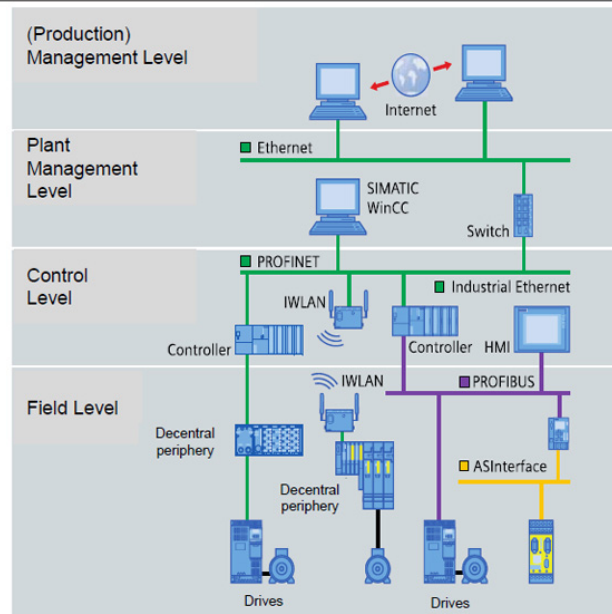 (Production)
Management Level
Internet
Plant
Management
Level
Ethernet
SIMATIC
WinCC
Switch
Control
Level
PROFINET
Industrial Ethernet
IWLAN
Controller
Controller
HMI
Field Level
IWLAN
PROFIBUS
Decentral
periphery
ASInterface
Decentral
periphery
Drives
Drives